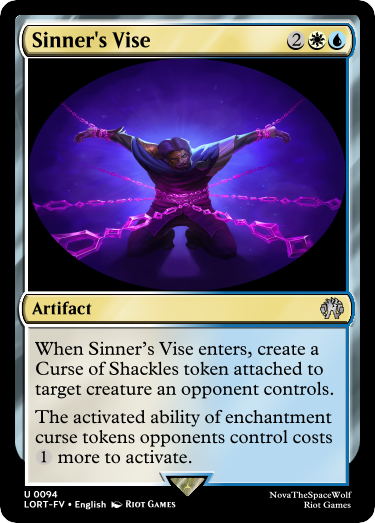 Sinner's Vise 2
Artifact
When Sinner's Vise enters, create a
Curse of Shackles token attached to
target creature an opponent controls.
The activated ability of enchantment
curse tokens opponents control costs
1 more to activate.
U 0094 NovaTheSpaceWolf
LORT-FV • English RIOT GAMES Riot Games